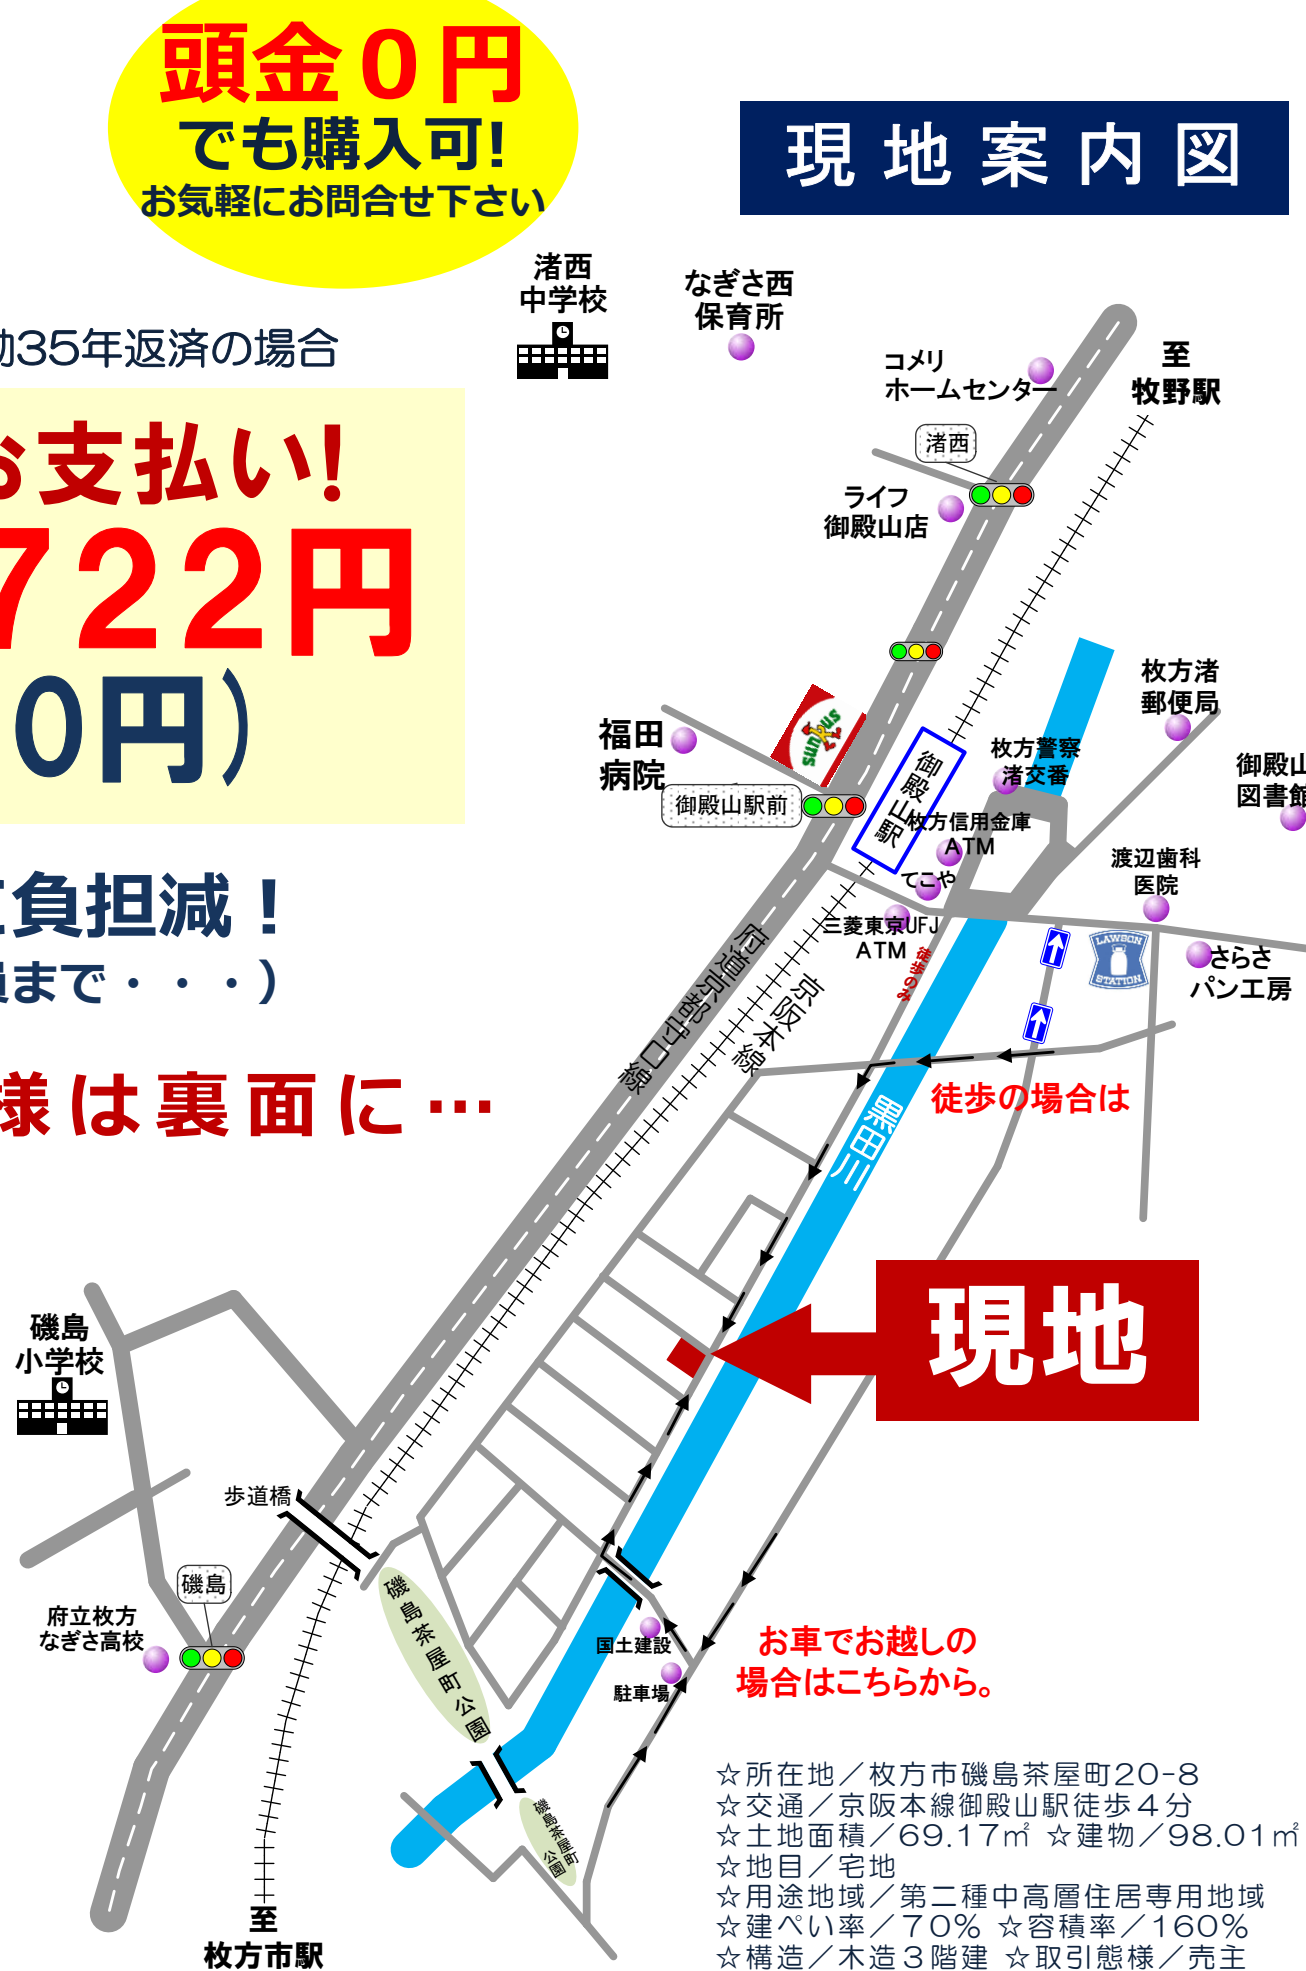 頭金０円
でも購入可!
お気軽にお問合せ下さい
現地案内図
35年返済の場合
お支払い!
722円
0円)
負担減！
まで・・・）
様は裏面に…
渚西
中学校
なぎさ西
保育所
コメリ
ホームセンター
至
牧野駅
渚西
ライフ
御殿山店
枚方渚
郵便局
福田
病院
sunkus
御殿山駅前
御殿山駅
枚方警察
渚交番
御殿山
図書館
枚方信用金庫
ATM
てこや
渡辺歯科
医院
三菱東京UFJ
ATM
徒歩のみ
LAWSON
STATION
さらさ
パン工房
府道京都守口線
京阪本線
徒歩の場合は
黒田川
現地
磯島
小学校
歩道橋
磯島
府立枚方
なぎさ高校
磯島茶屋町公園
国土建設
駐車場
お車でお越しの
場合はこちらから。
磯島茶屋町
公園
至
枚方市駅
☆所在地／枚方市磯島茶屋町20-8
☆交通／京阪本線御殿山駅徒歩４分
☆土地面積／69.17㎡ ☆建物／98.01㎡
☆地目／宅地
☆用途地域／第二種中高層住居専用地域
☆建ぺい率／70% ☆容積率／160%
☆構造／木造３階建 ☆取引態様／売主